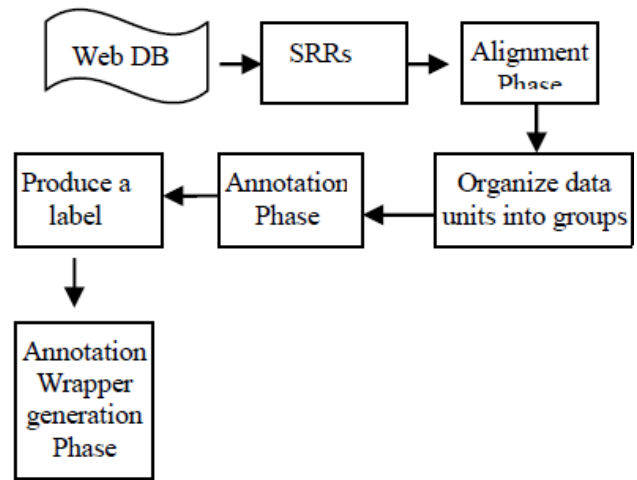 Web DB
SRRs
Alignment
Phase
Organize data
units into groups
Annotation
Phase
Produce a
label
Annotation
Wrapper
generation
Phase